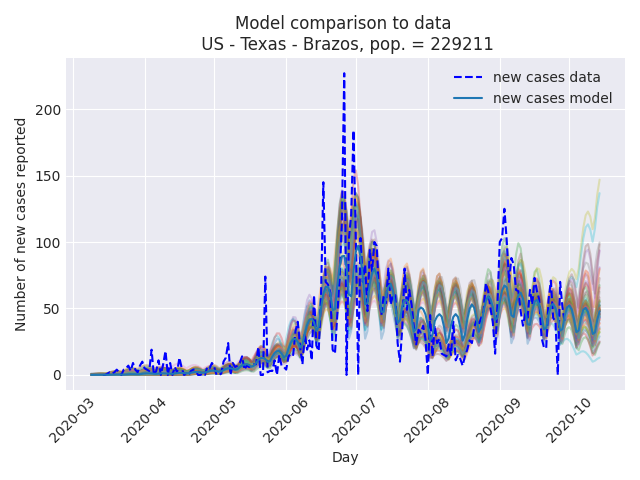 Model comparison to data
US - Texas - Brazos, pop. = 229211
new cases data
new cases model
Number of new cases reported
200
150
100
50
0
2020-03
2020-04
2020-05
2020-06
2020-07
2020-08
2020-09
2020-10
Day